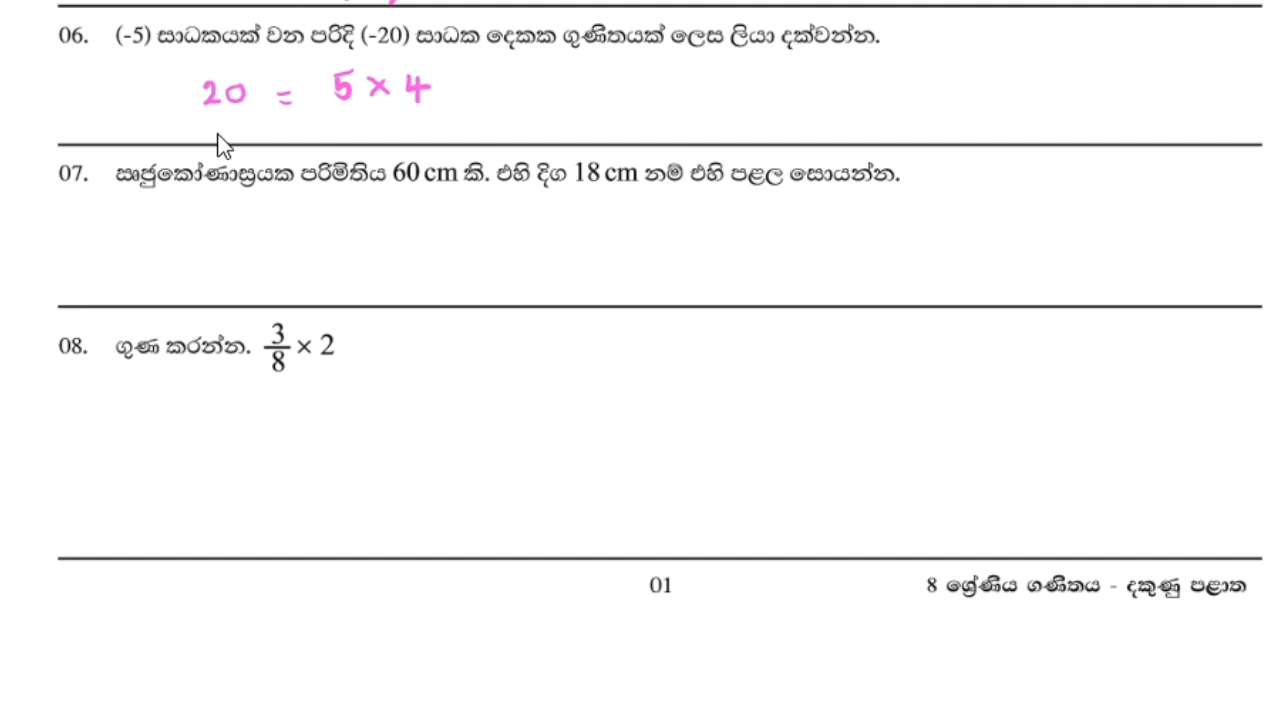 06. (-5) සාධකයක් වන පරිදි (-20) සාධක දෙකක ගුණිතයක් ලෙස ලියා දක්වන්න.
20 = 5 × 4
07. සෘජුකෝණාස්‍රයක පරිමිතිය 60 cm කි. එහි දිග 18 cm නම් එහි පළල සොයන්න.
08. ගුණ කරන්න. 3/8 × 2
01
8 ශ්‍රේණිය ගණිතය - දකුණු පළාත